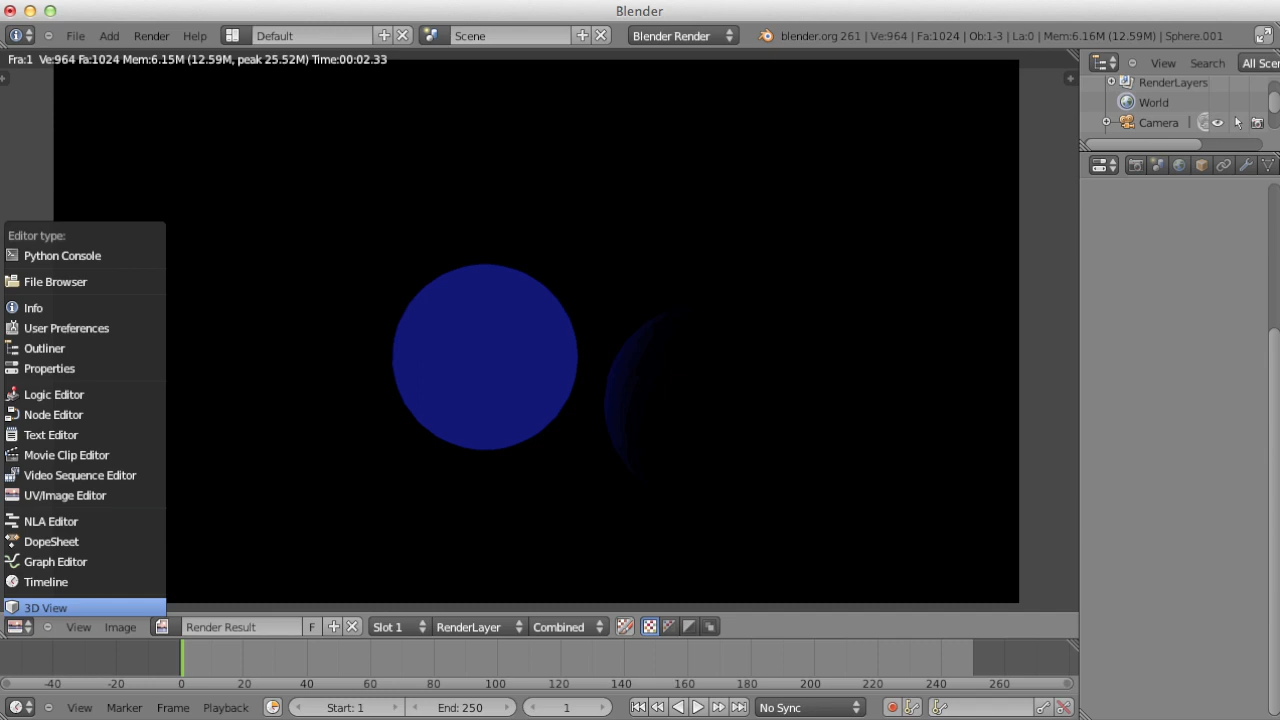 Blender
File Add Render Help Default Scene Blender Render blender.org 261 | Ve:964 | Fa:1024 | Ob:1-3 | La:0 | Mem:6.16M (12.59M) | Sphere.001
Fra:1 Ve:964 Fa:1024 Mem:6.15M (12.59M, peak 25.52M) Time:00:02.33
View Search All Scen
RenderLayers
World
Camera
Editor type:
Python Console
File Browser
Info
User Preferences
Outliner
Properties
Logic Editor
Node Editor
Text Editor
Movie Clip Editor
Video Sequence Editor
UV/Image Editor
NLA Editor
DopeSheet
Graph Editor
Timeline
3D View
View Image Render Result F Slot 1 RenderLayer Combined
-40 -20 0 20 40 60 80 100 120 140 160 180 200 220 240 260
View Marker Frame Playback Start: 1 End: 250 1 No Sync